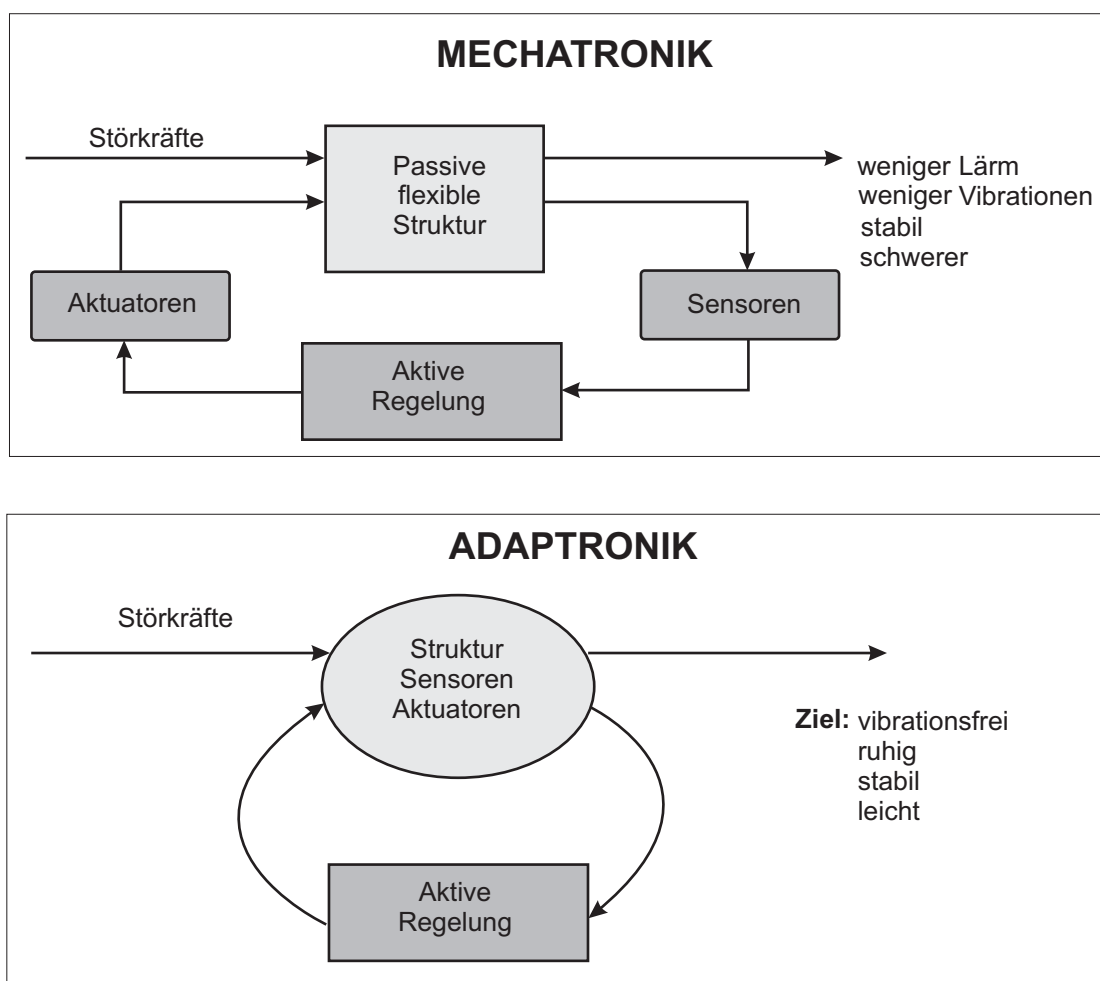 MECHATRONIK
Störkräfte
Passive
flexible
Struktur
weniger Lärm
weniger Vibrationen
stabil
schwerer
Aktuatoren
Sensoren
Aktive
Regelung
ADAPTRONIK
Störkräfte
Struktur
Sensoren
Aktuatoren
Ziel: vibrationsfrei
ruhig
stabil
leicht
Aktive
Regelung